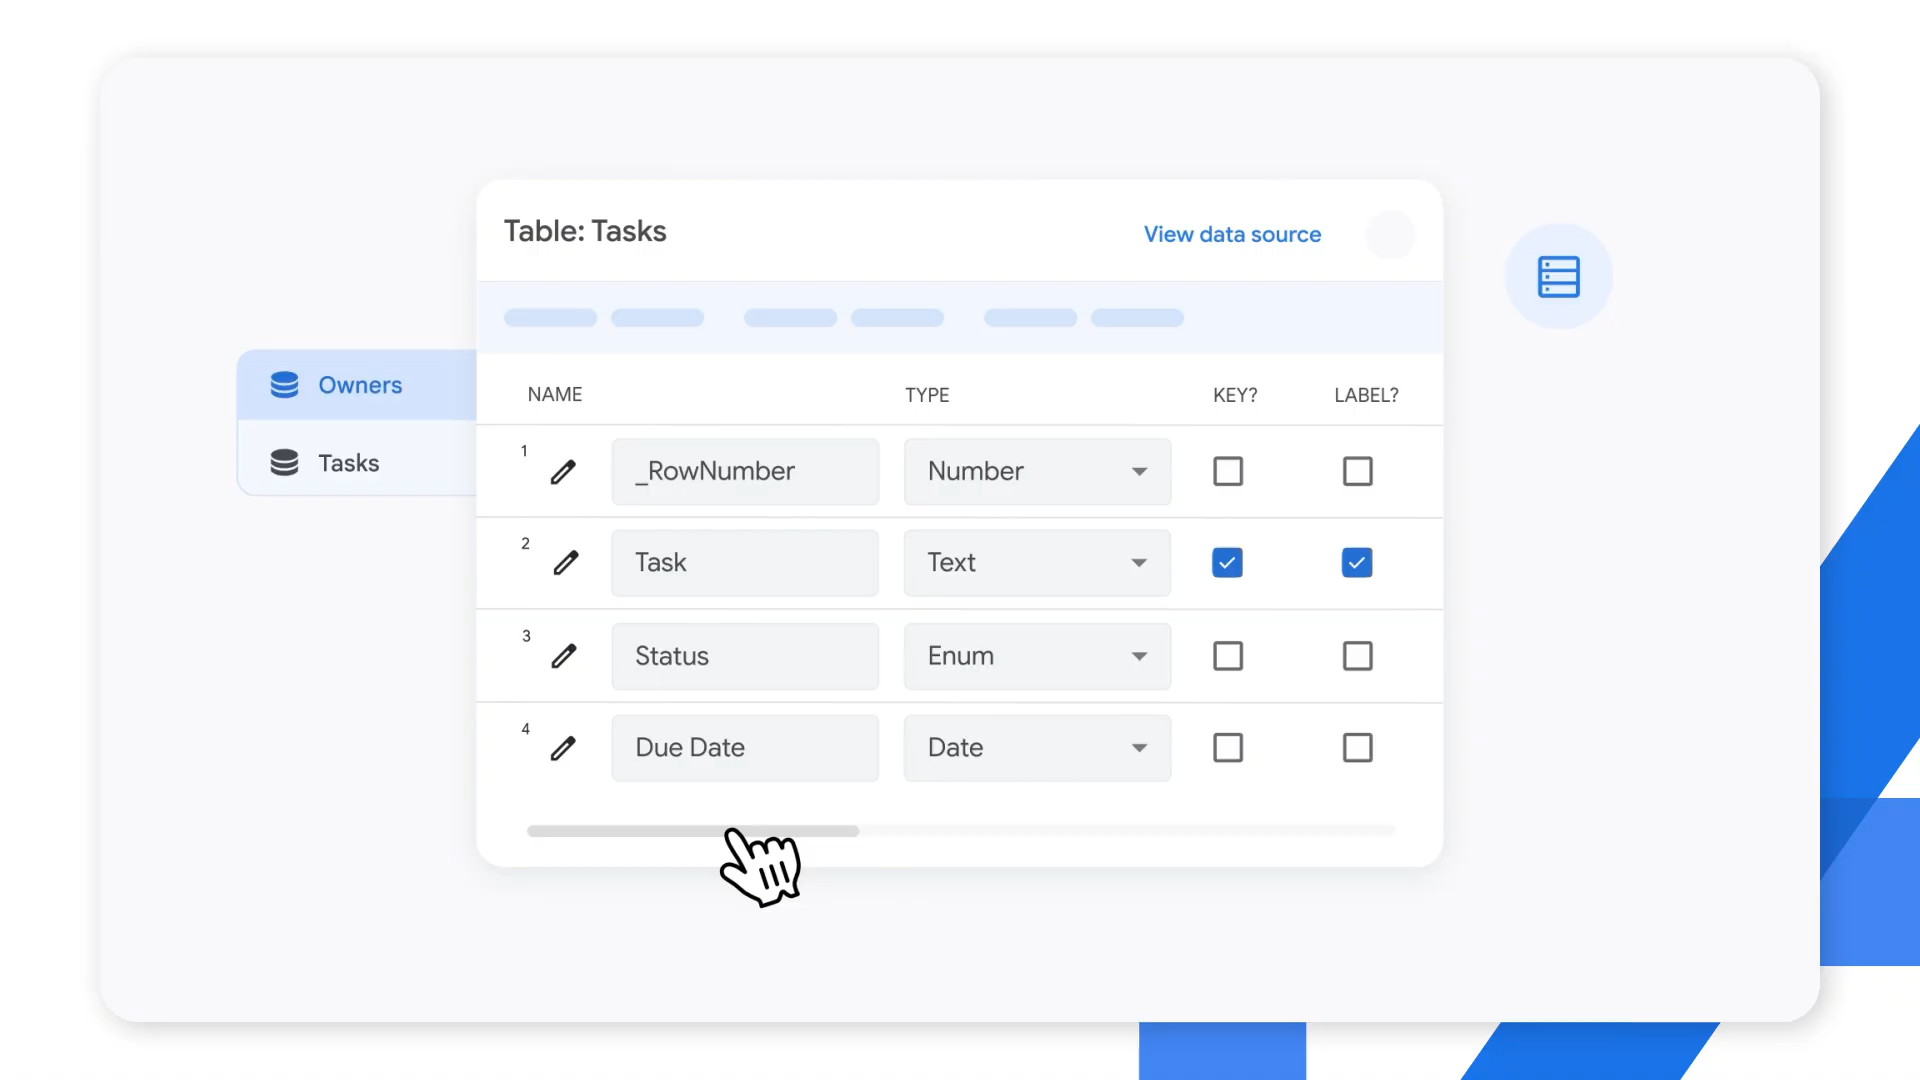 Table: Tasks
View data source
Owners
Tasks
NAME TYPE KEY? LABEL?
1 _RowNumber Number
2 Task Text
3 Status Enum
4 Due Date Date